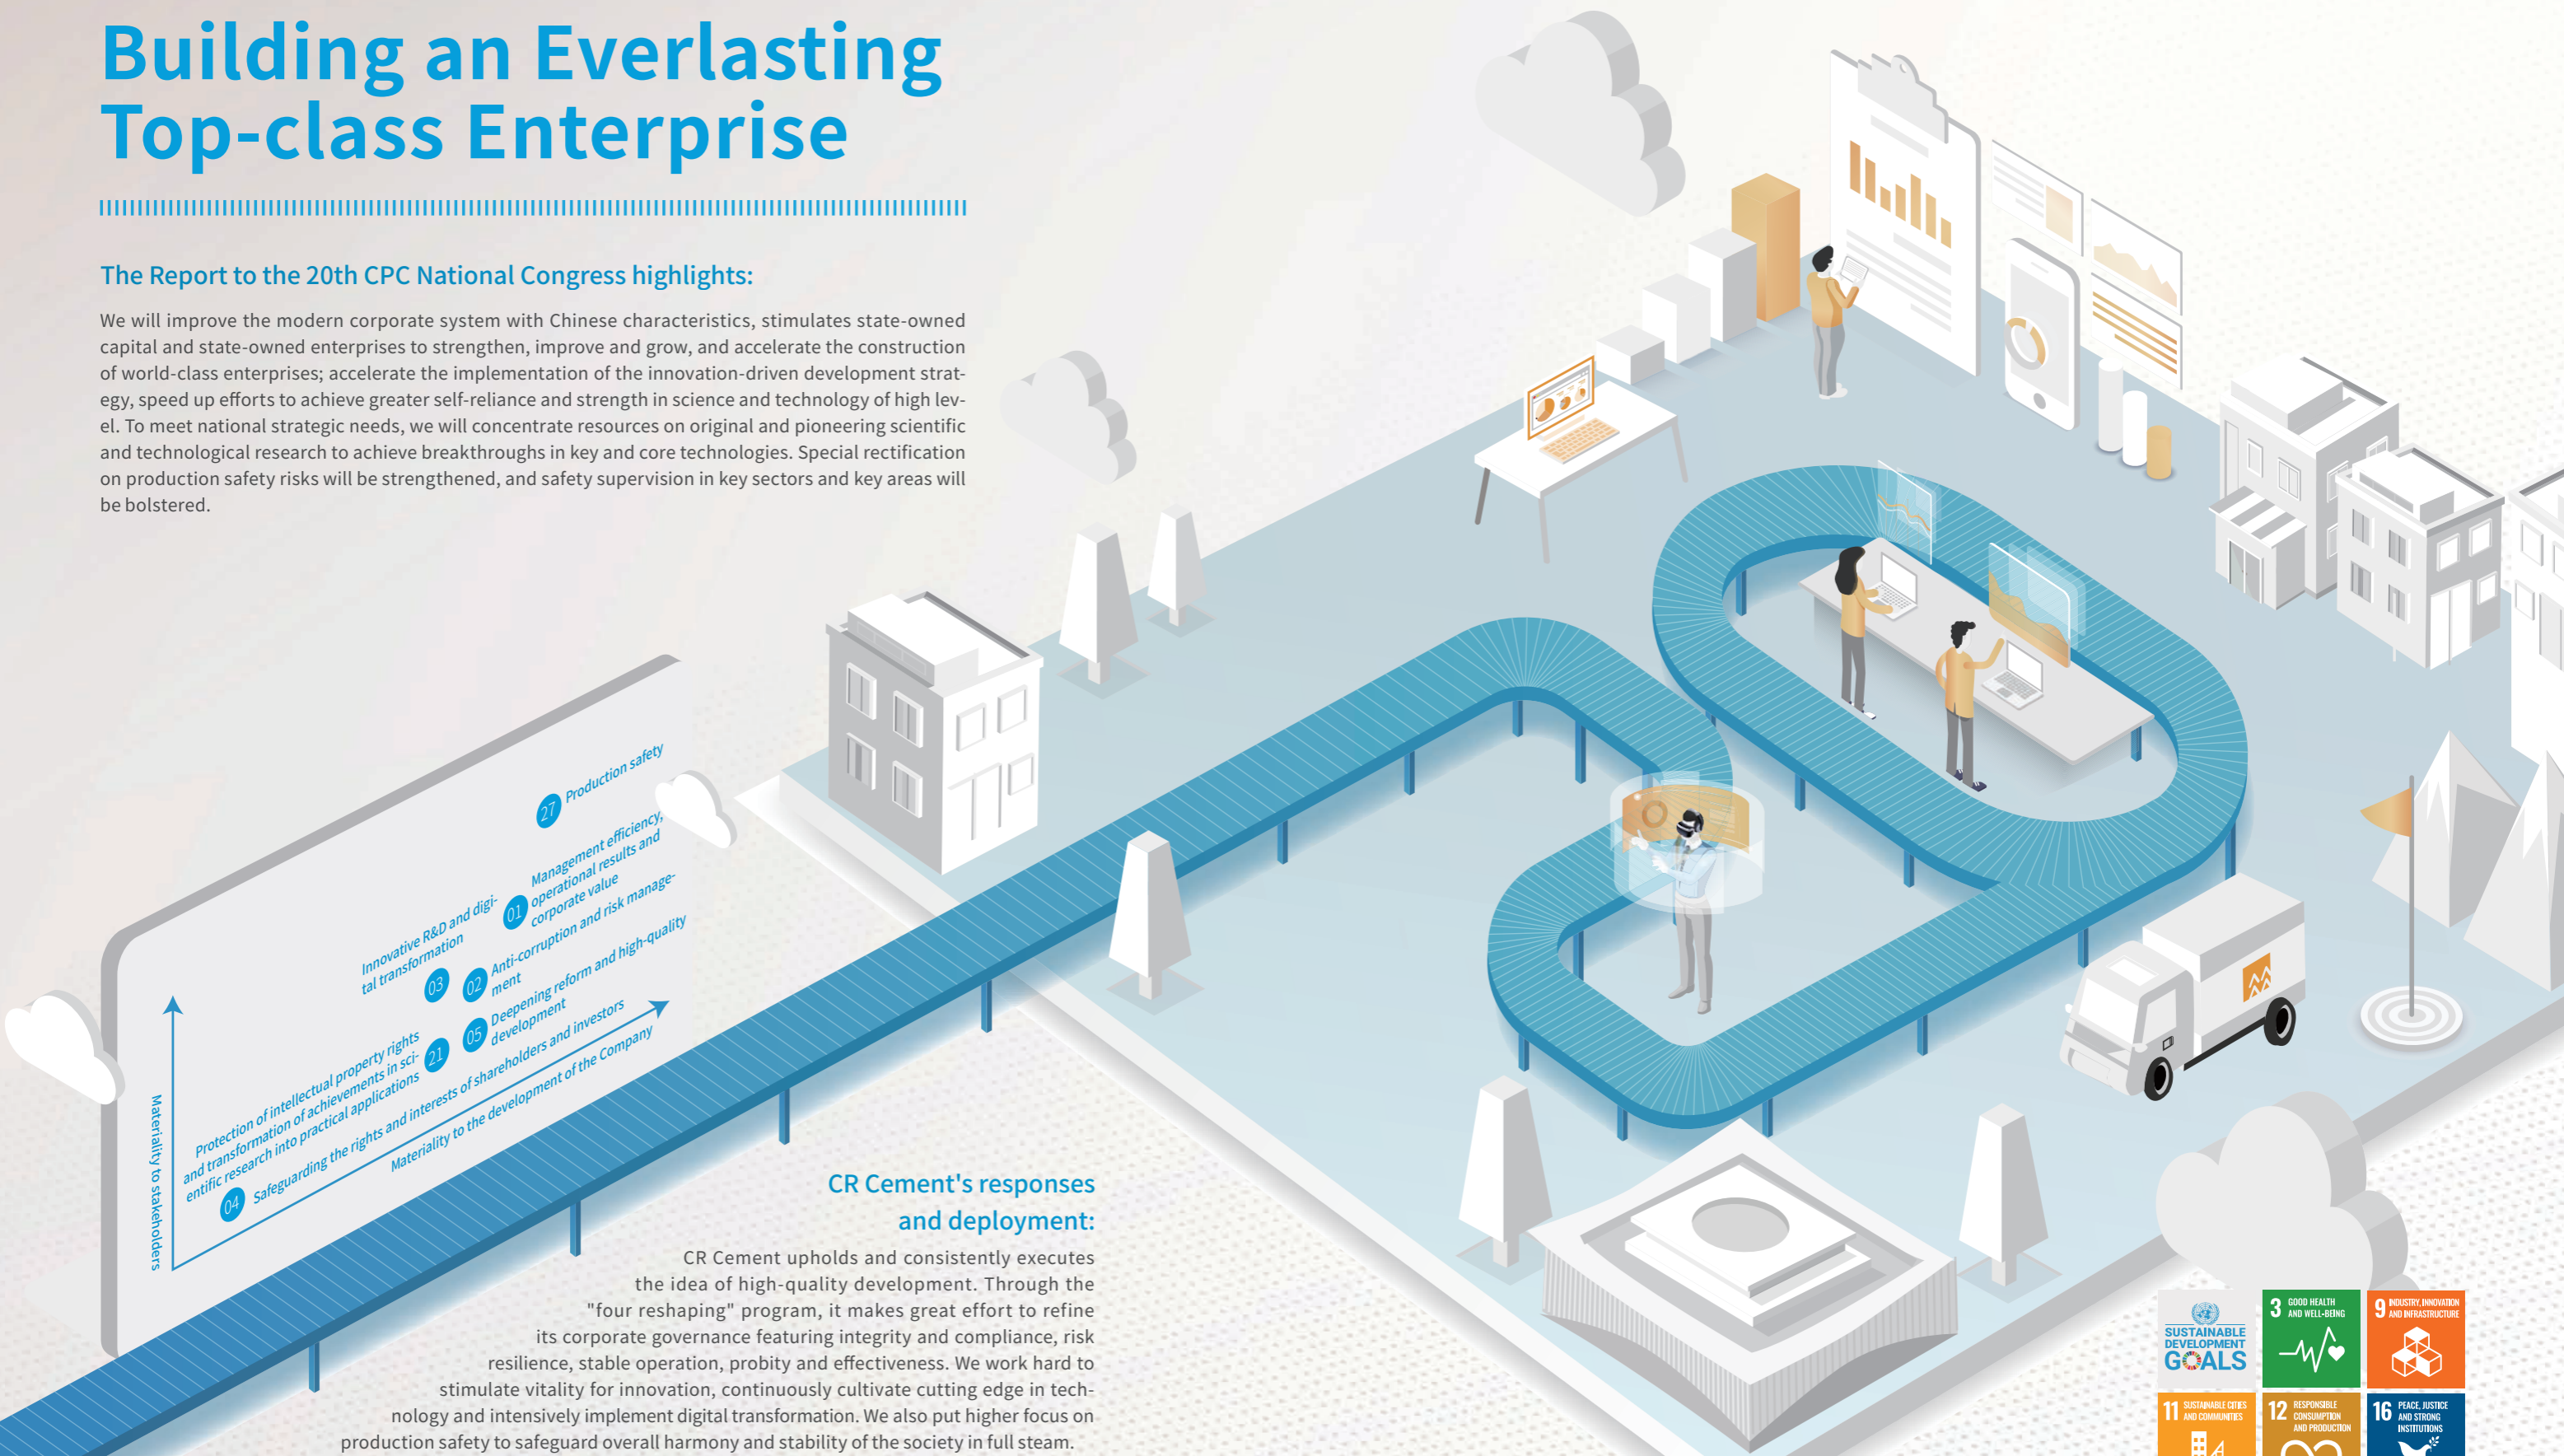 Building an Everlasting
Top-class Enterprise
The Report to the 20th CPC National Congress highlights:
We will improve the modern corporate system with Chinese characteristics, stimulates state-owned
capital and state-owned enterprises to strengthen, improve and grow, and accelerate the construction
of world-class enterprises; accelerate the implementation of the innovation-driven development strat-
egy, speed up efforts to achieve greater self-reliance and strength in science and technology of high lev-
el. To meet national strategic needs, we will concentrate resources on original and pioneering scientific
and technological research to achieve breakthroughs in key and core technologies. Special rectification
on production safety risks will be strengthened, and safety supervision in key sectors and key areas will
be bolstered.
27 Production safety
01
Management efficiency,
operational results and
corporate value
Innovative R&D and digi-
tal transformation
03
02
Anti-corruption and risk manage-
ment
05
Deepening reform and high-quality
development
Protection of intellectual property rights
and transformation of achievements in sci-
entific research into practical applications
21
04 Safeguarding the rights and interests of shareholders and investors
Materiality to the development of the Company
Materiality to stakeholders
CR Cement's responses
and deployment:
CR Cement upholds and consistently executes
the idea of high-quality development. Through the
"four reshaping" program, it makes great effort to refine
its corporate governance featuring integrity and compliance, risk
resilience, stable operation, probity and effectiveness. We work hard to
stimulate vitality for innovation, continuously cultivate cutting edge in tech-
nology and intensively implement digital transformation. We also put higher focus on
production safety to safeguard overall harmony and stability of the society in full steam.
SUSTAINABLE
DEVELOPMENT
GOALS
3 GOOD HEALTH
AND WELL-BEING
9 INDUSTRY, INNOVATION
AND INFRASTRUCTURE
11 SUSTAINABLE CITIES
AND COMMUNITIES
12 RESPONSIBLE
CONSUMPTION
AND PRODUCTION
16 PEACE, JUSTICE
AND STRONG
INSTITUTIONS